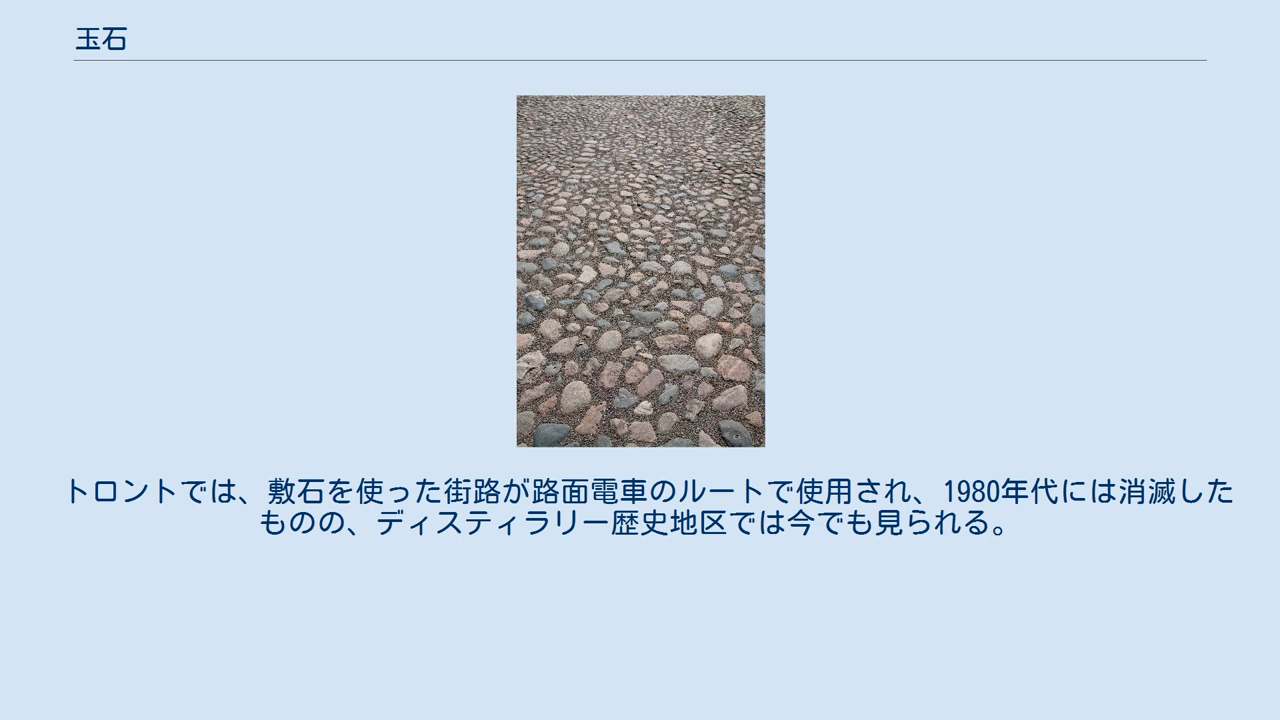 玉石
トロントでは、敷石を使った街路が路面電車のルートで使用され、1980年代には消滅した
ものの、ディスティラリー歴史地区では今でも見られる。